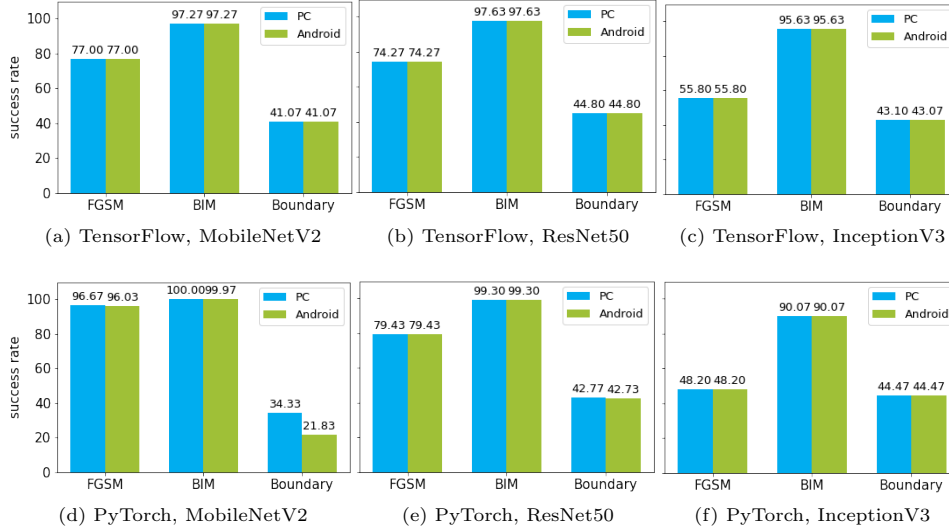 97.27 97.27
PC
Android
77.00 77.00
41.07 41.07
success rate
100
80
60
40
20
0
FGSM BIM Boundary
(a) TensorFlow, MobileNetV2
97.63 97.63
PC
Android
74.27 74.27
44.80 44.80
FGSM BIM Boundary
(b) TensorFlow, ResNet50
95.63 95.63
PC
Android
55.80 55.80
43.10 43.07
FGSM BIM Boundary
(c) TensorFlow, InceptionV3
100.00 99.97
96.67 96.03
PC
Android
34.33
21.83
success rate
100
80
60
40
20
0
FGSM BIM Boundary
(d) PyTorch, MobileNetV2
99.30 99.30
PC
Android
79.43 79.43
42.77 42.73
FGSM BIM Boundary
(e) PyTorch, ResNet50
90.07 90.07
PC
Android
48.20 48.20
44.47 44.47
FGSM BIM Boundary
(f) PyTorch, InceptionV3